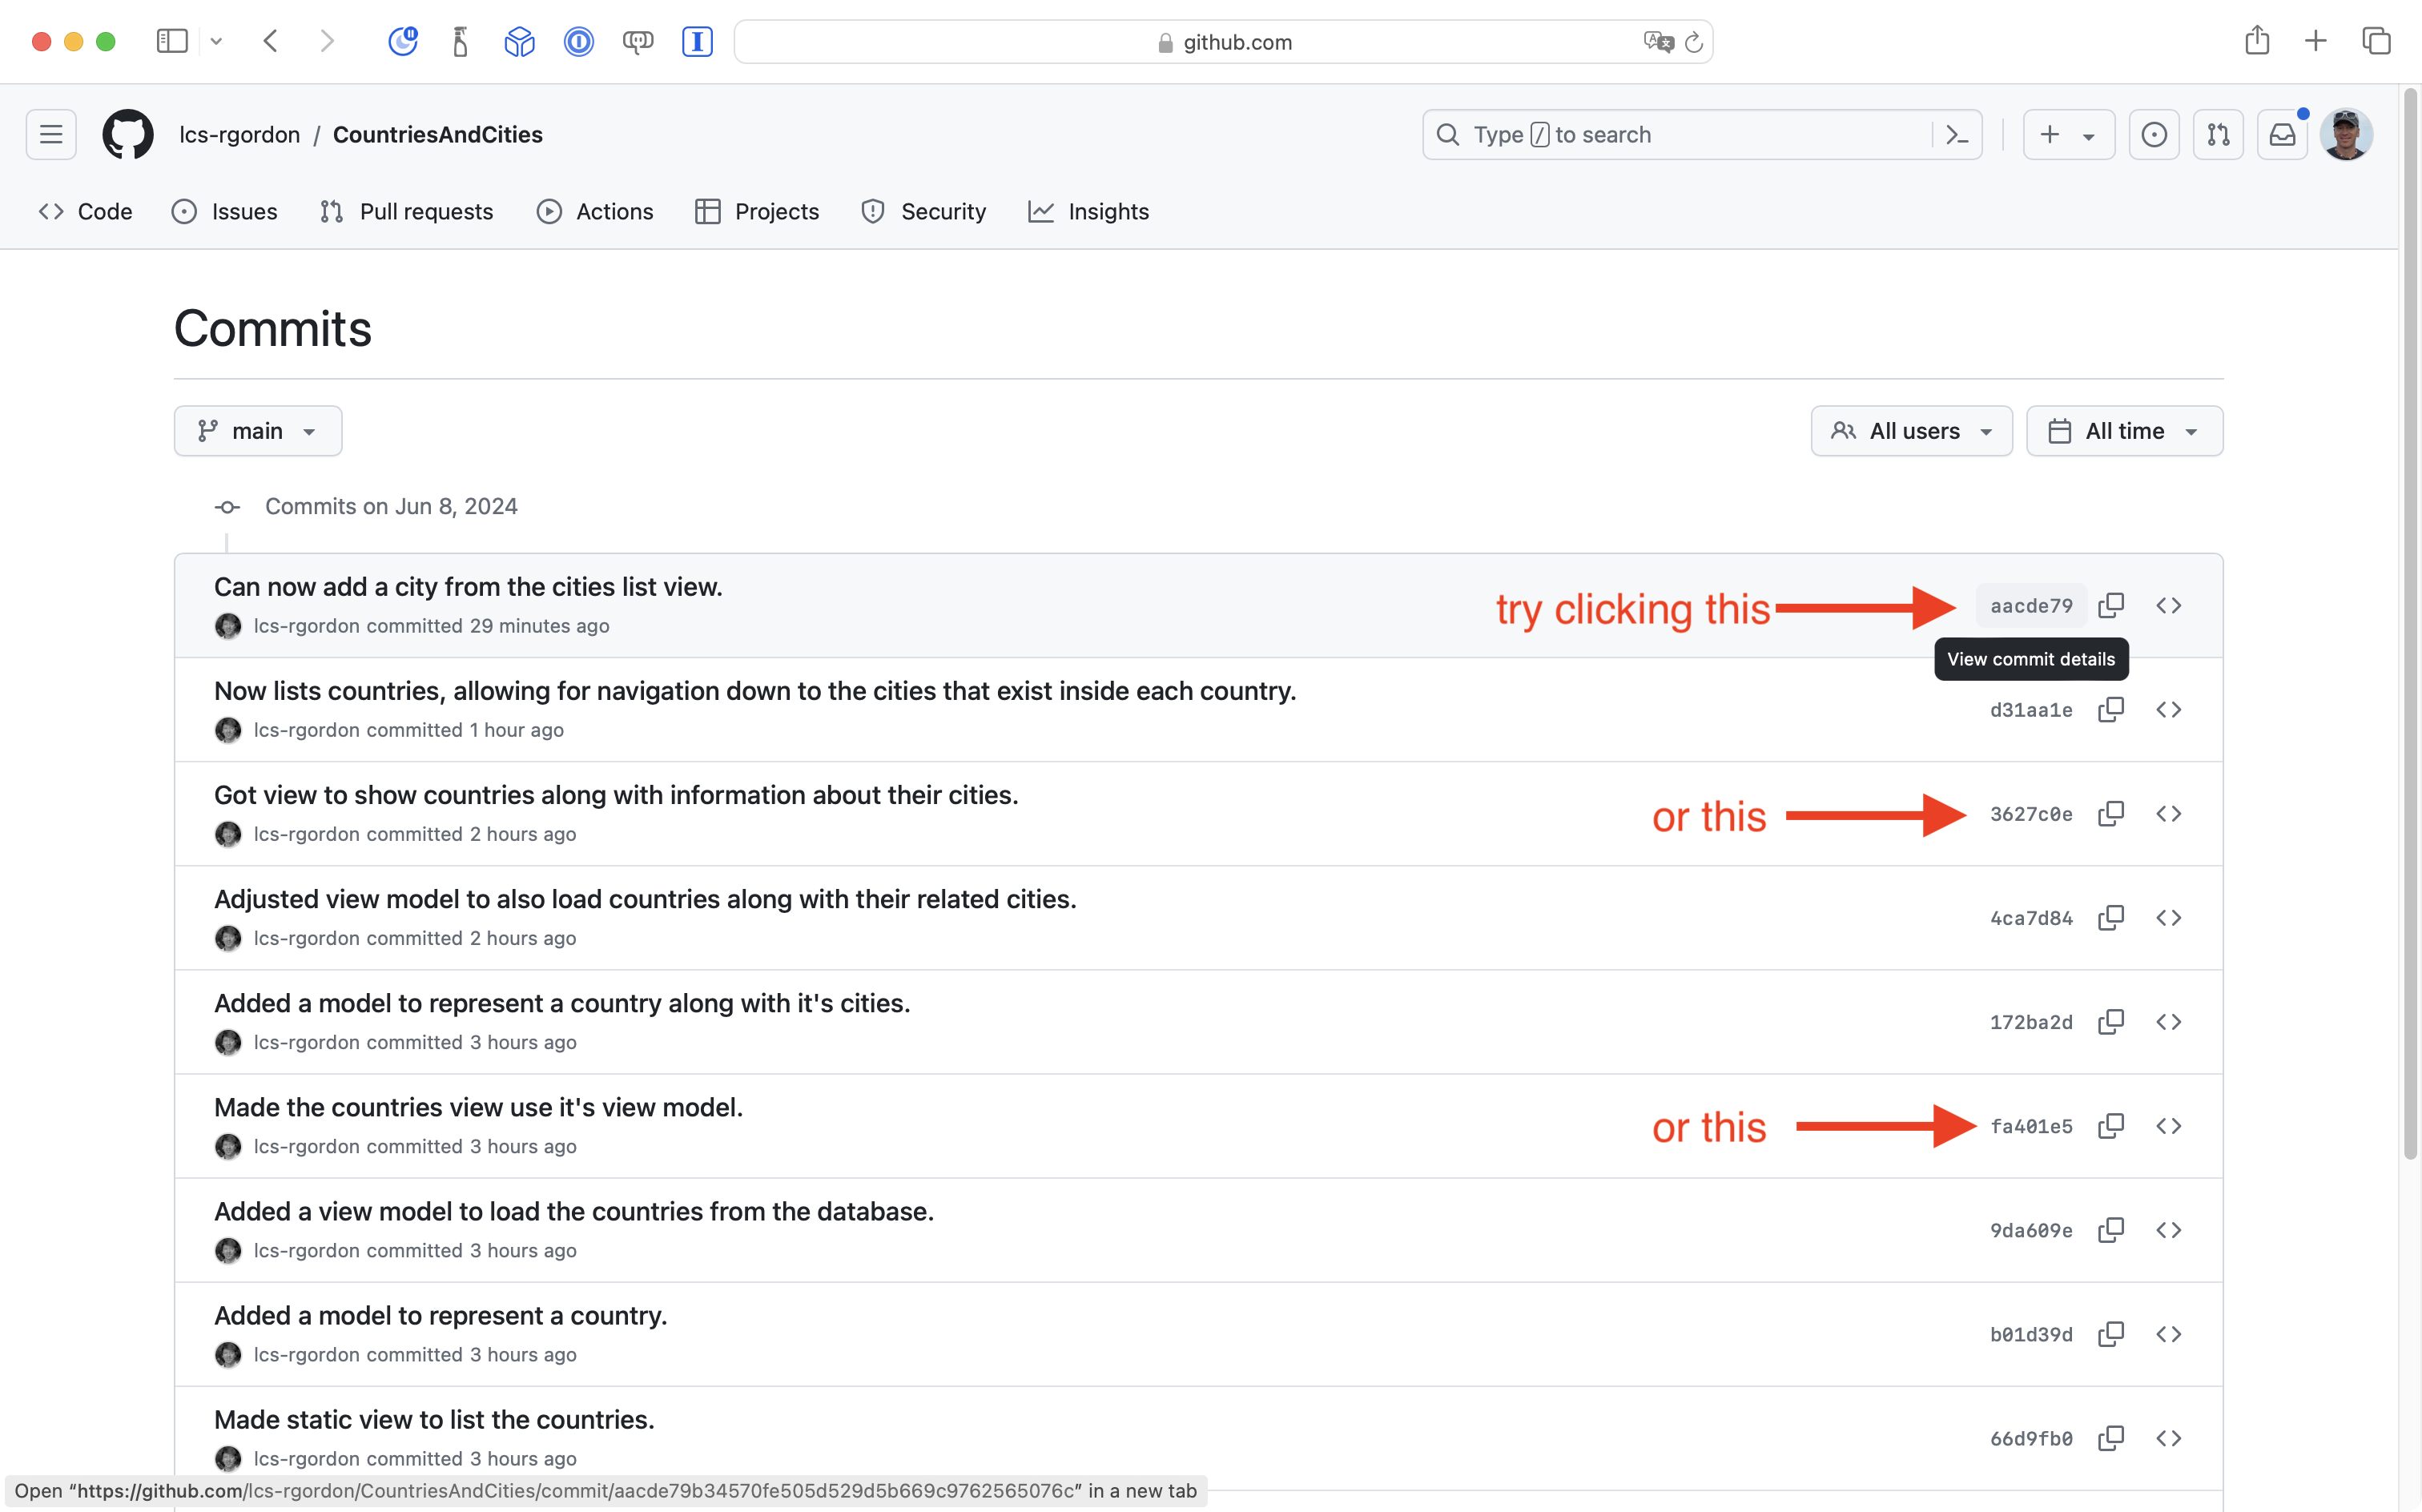 github.com
lcs-rgordon / CountriesAndCities
Type / to search
Code Issues Pull requests Actions Projects Security Insights
Commits
main
All users All time
Commits on Jun 8, 2024
Can now add a city from the cities list view.
lcs-rgordon committed 29 minutes ago
try clicking this
aacde79
View commit details
Now lists countries, allowing for navigation down to the cities that exist inside each country.
lcs-rgordon committed 1 hour ago
d31aa1e
Got view to show countries along with information about their cities.
lcs-rgordon committed 2 hours ago
or this
3627c0e
Adjusted view model to also load countries along with their related cities.
lcs-rgordon committed 2 hours ago
4ca7d84
Added a model to represent a country along with it's cities.
lcs-rgordon committed 3 hours ago
172ba2d
Made the countries view use it's view model.
lcs-rgordon committed 3 hours ago
or this
fa401e5
Added a view model to load the countries from the database.
lcs-rgordon committed 3 hours ago
9da609e
Added a model to represent a country.
lcs-rgordon committed 3 hours ago
b01d39d
Made static view to list the countries.
lcs-rgordon committed 3 hours ago
66d9fb0
Open “https://github.com/lcs-rgordon/CountriesAndCities/commit/aacde79b34570fe505d529d5b669c9762565076c” in a new tab